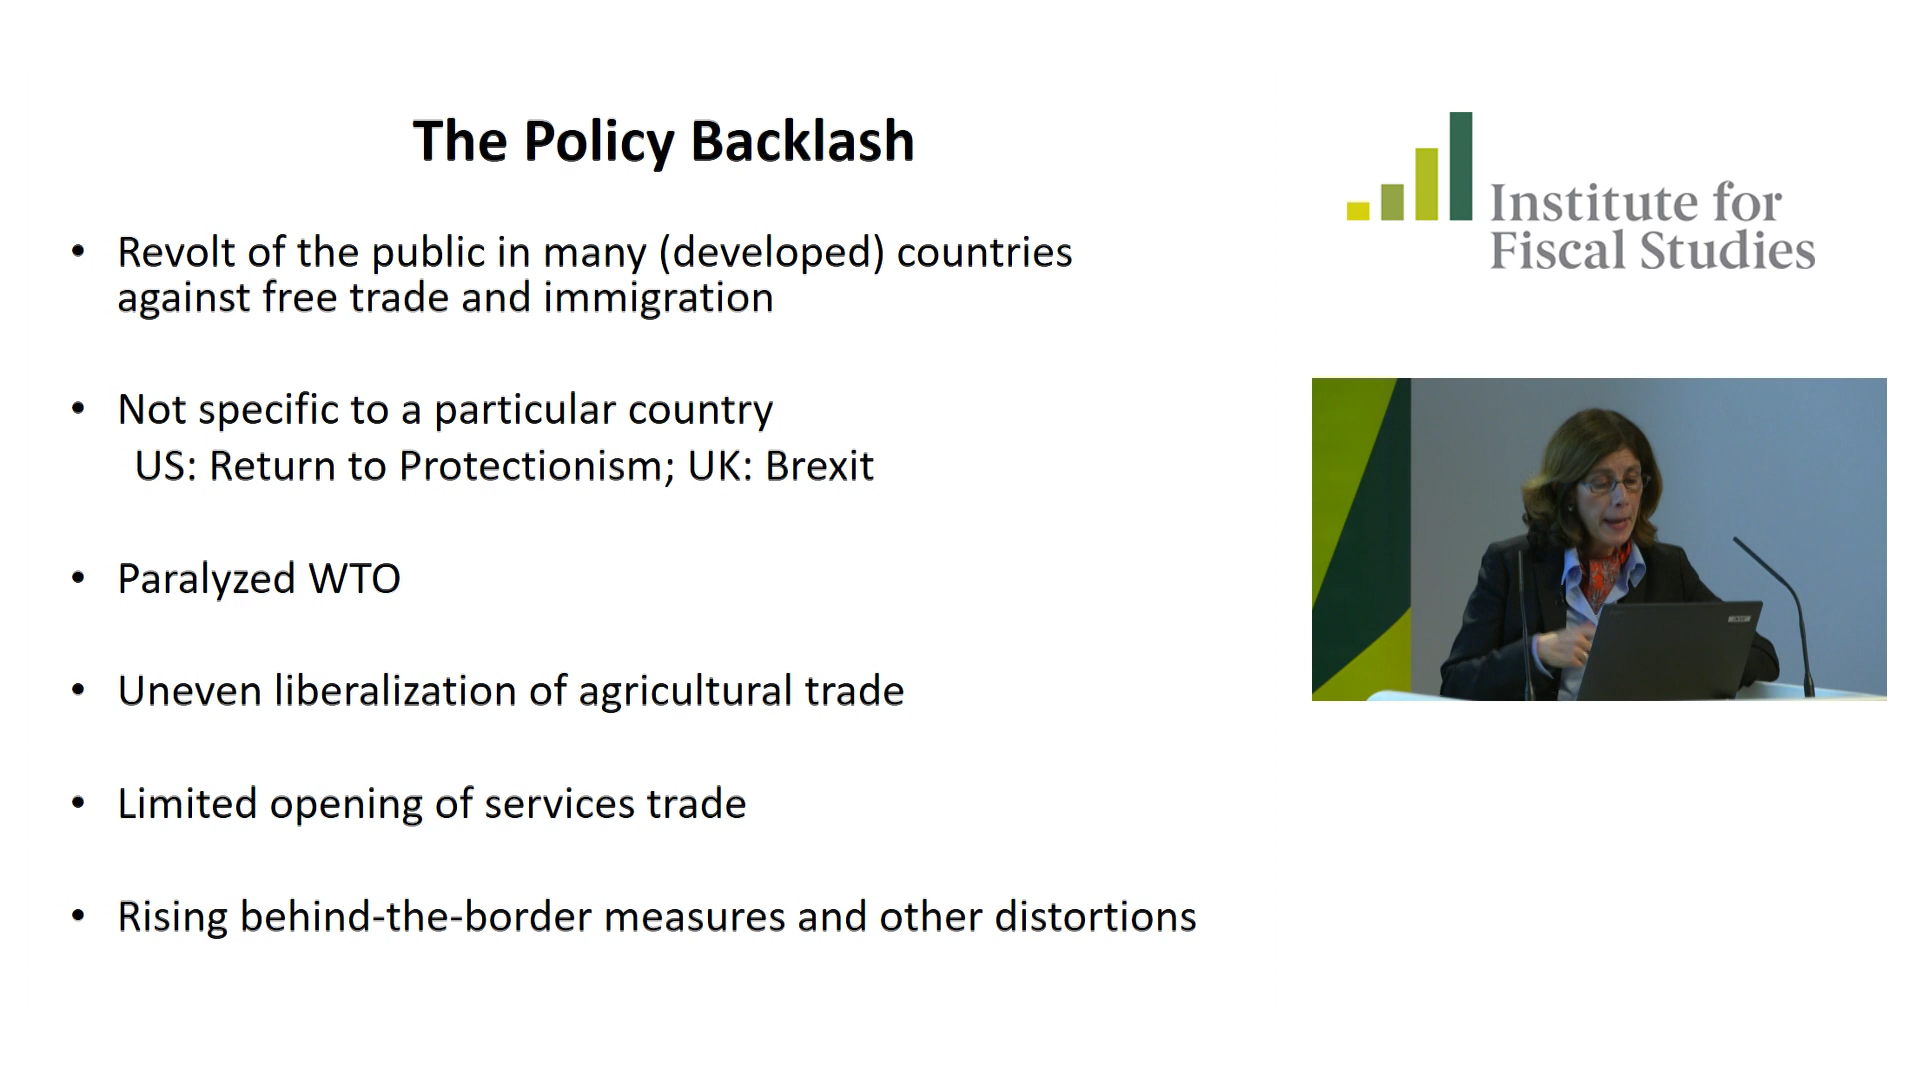 The Policy Backlash
• Revolt of the public in many (developed) countries
against free trade and immigration
• Not specific to a particular country
US: Return to Protectionism; UK: Brexit
• Paralyzed WTO
• Uneven liberalization of agricultural trade
• Limited opening of services trade
• Rising behind-the-border measures and other distortions
Institute for
Fiscal Studies